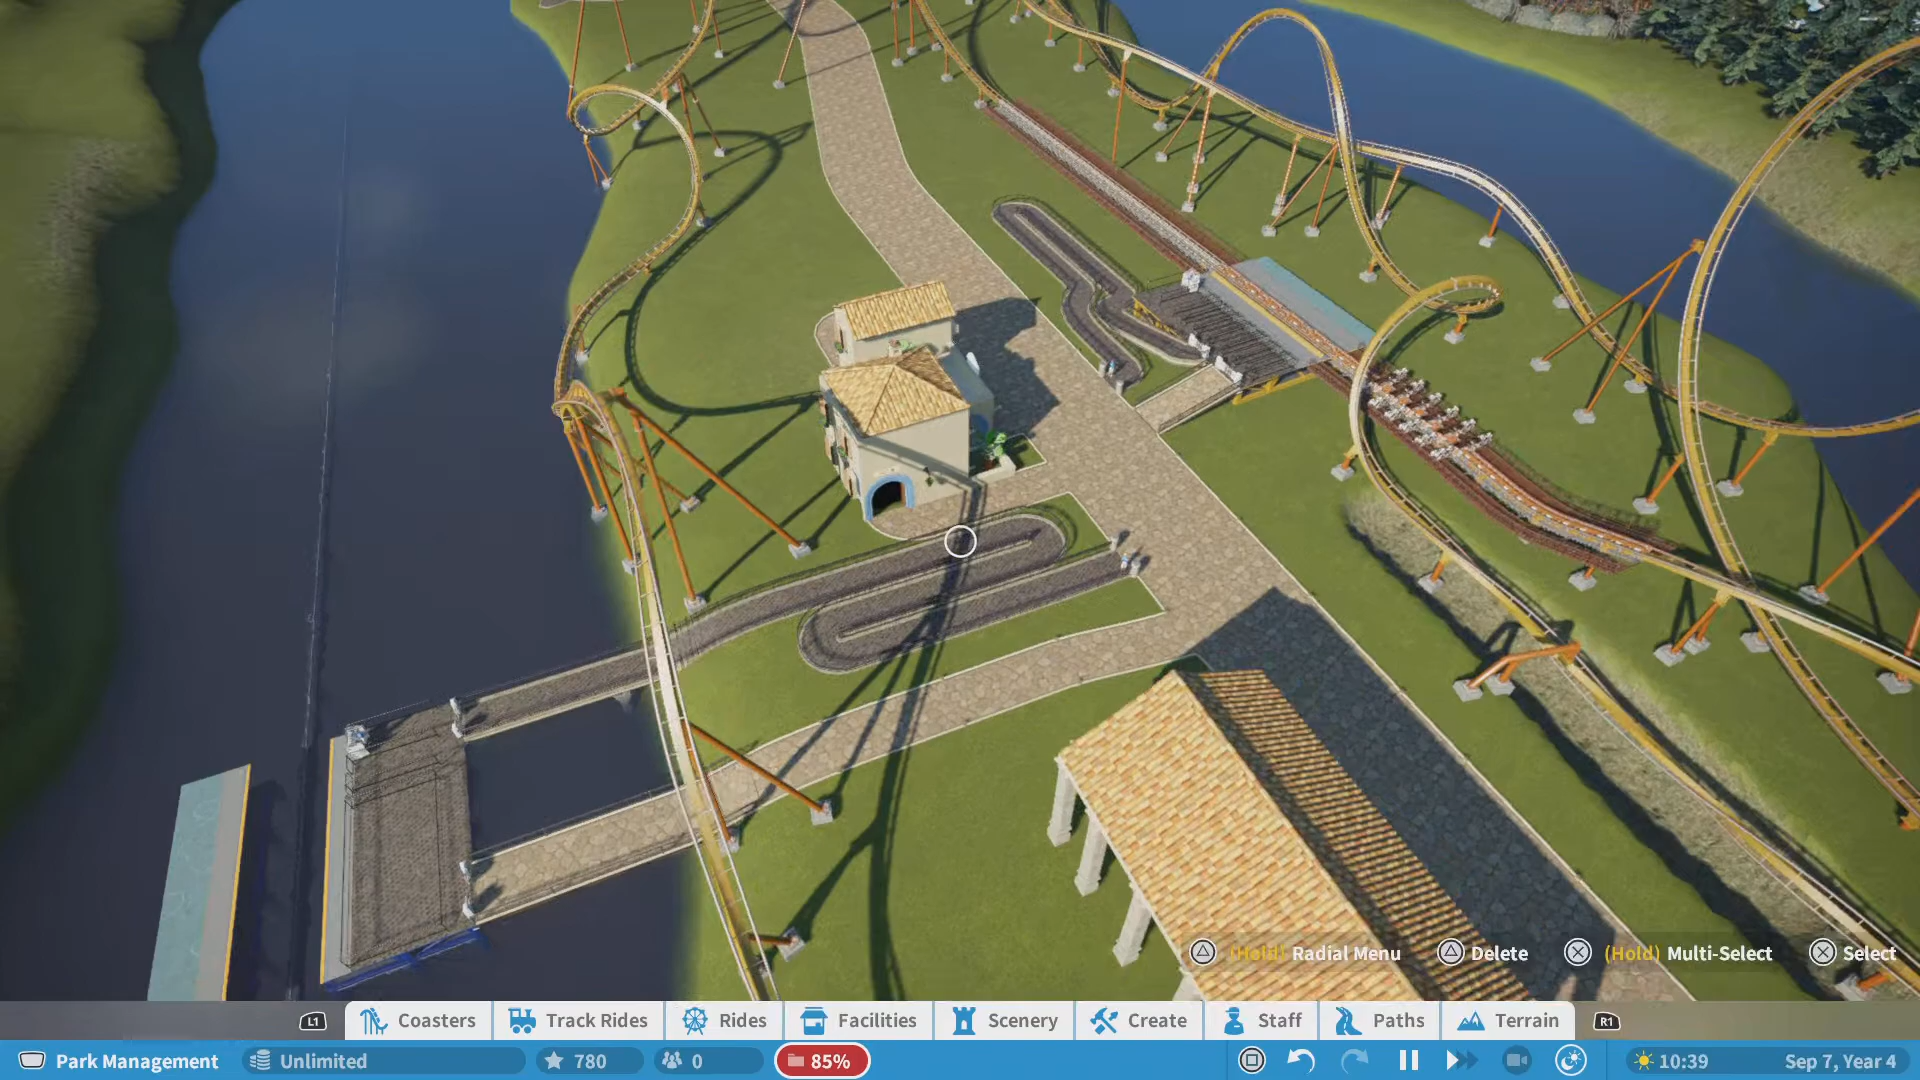 (Hold) Radial Menu Delete (Hold) Multi-Select Select
L1 Coasters Track Rides Rides Facilities Scenery Create Staff Paths Terrain R1
Park Management Unlimited 780 0 85% 10:39 Sep 7, Year 4